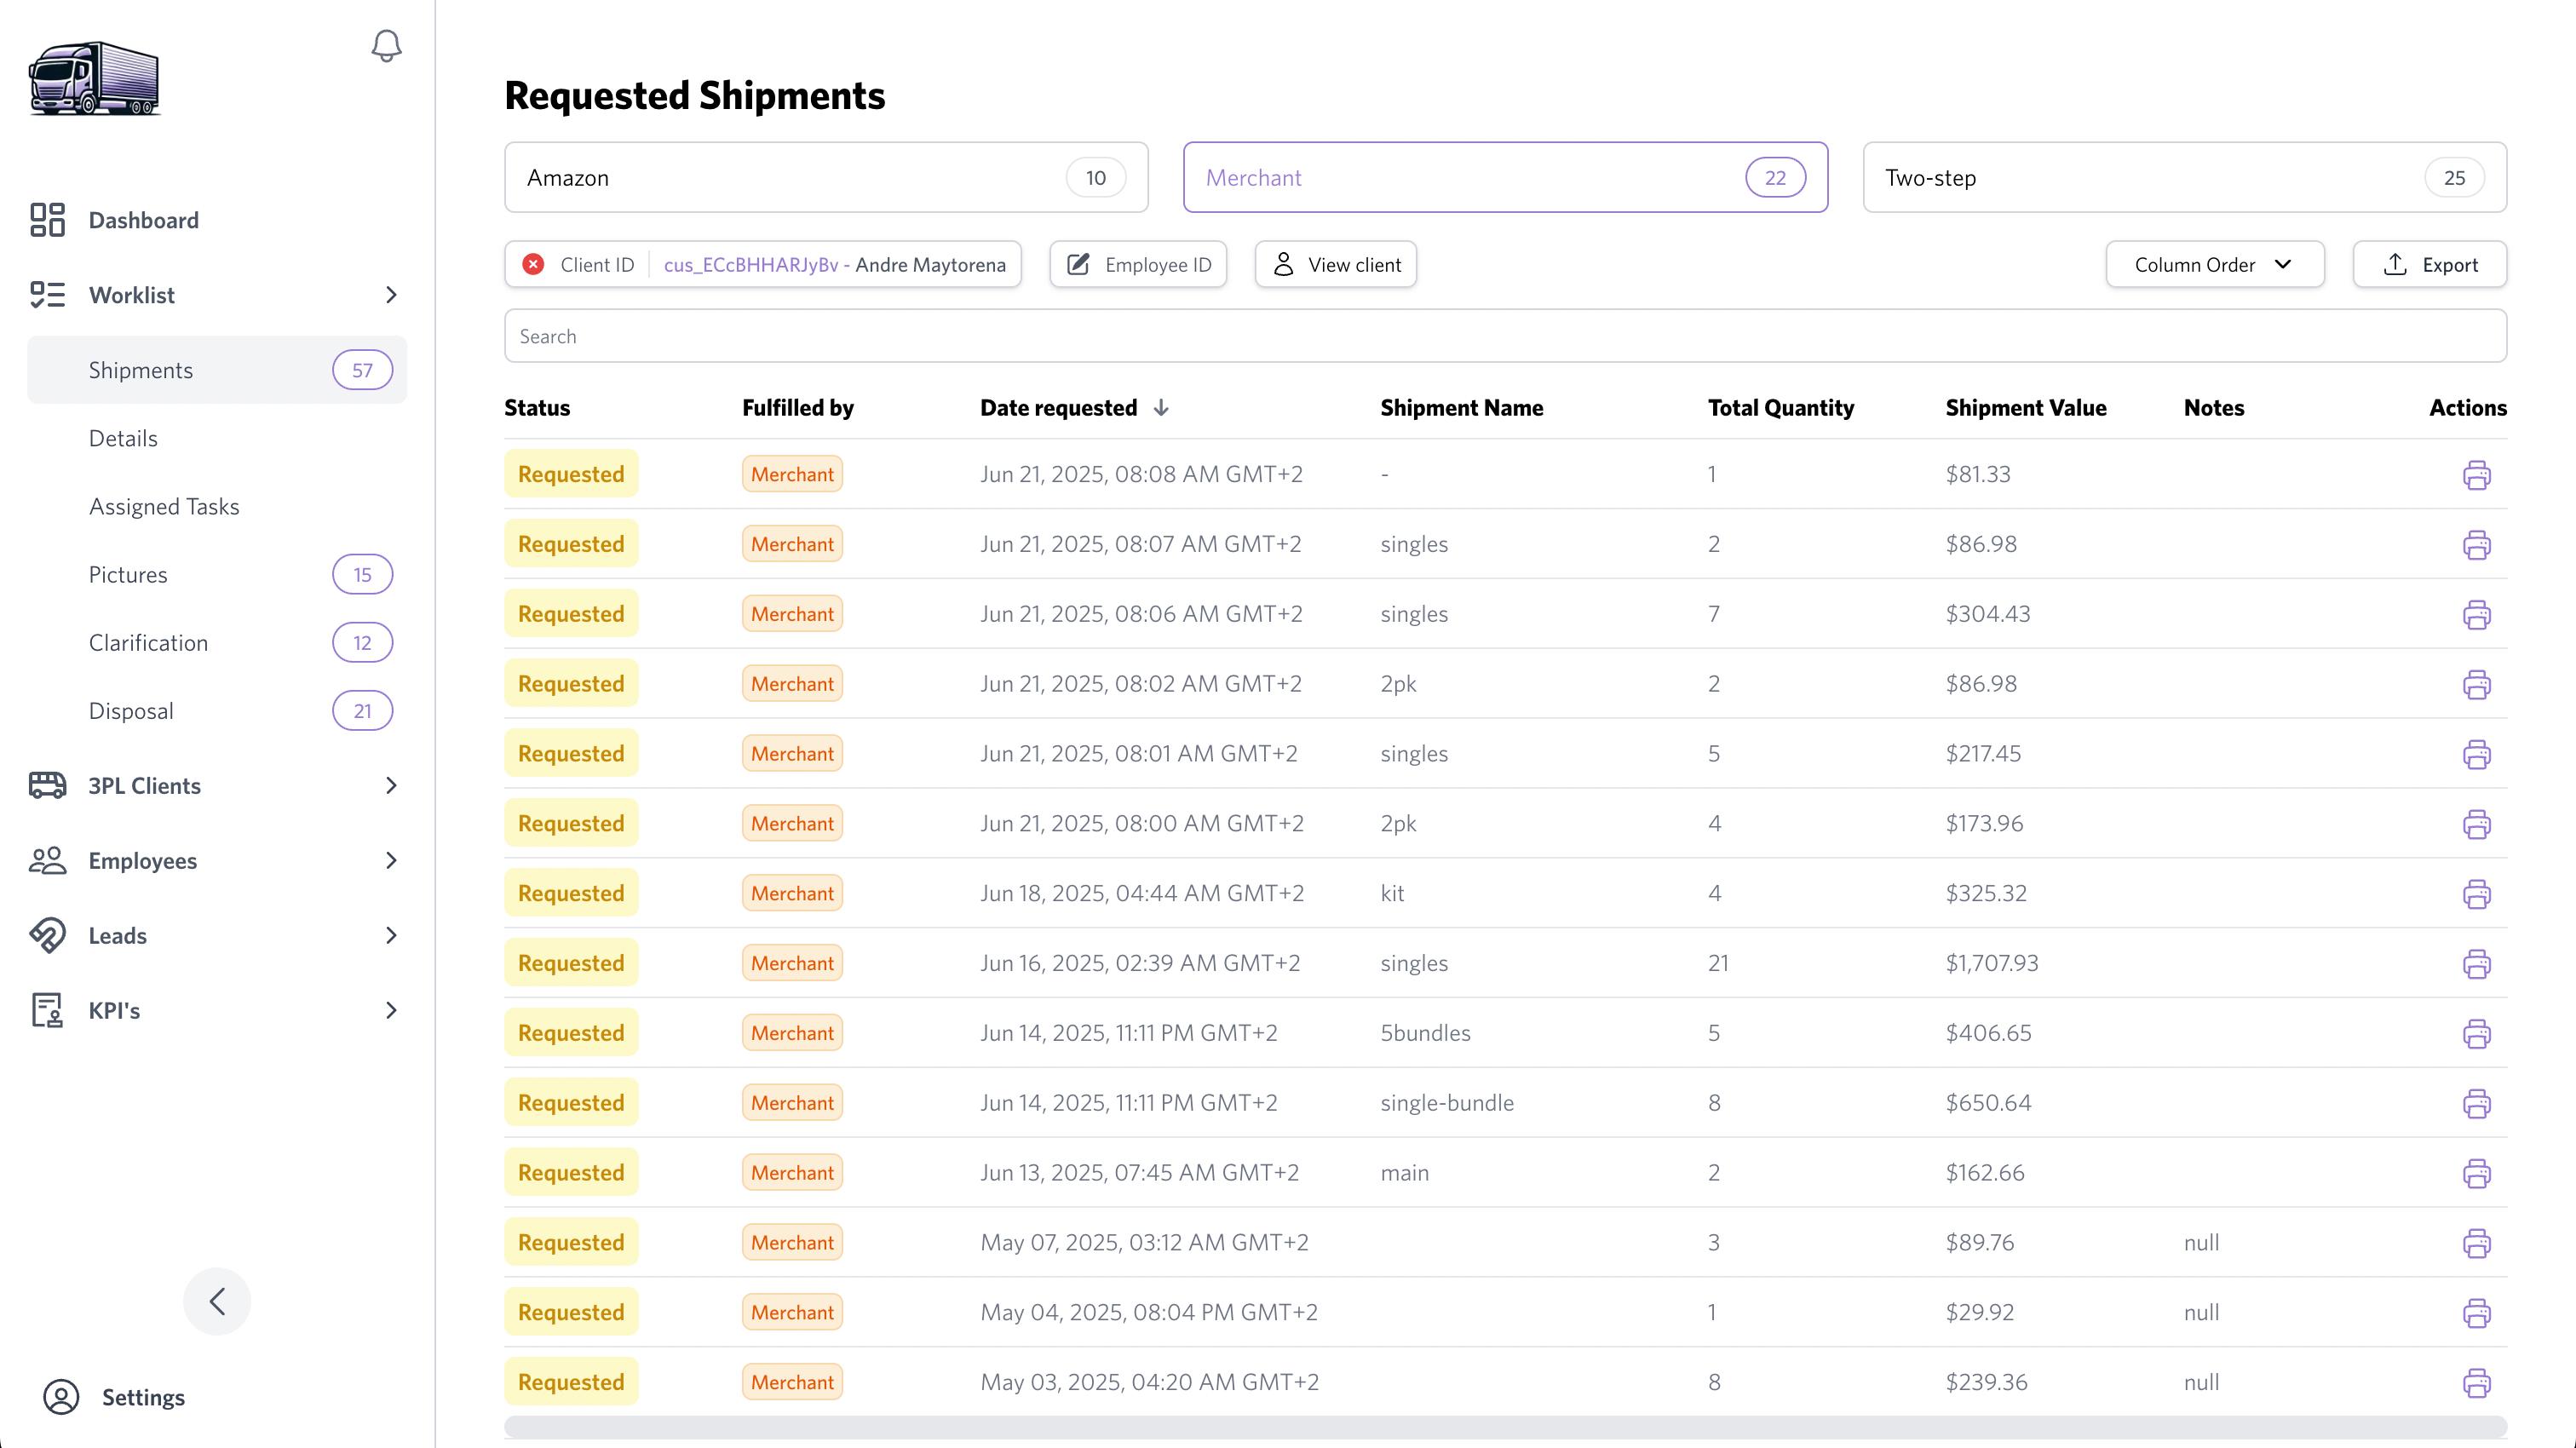 Dashboard
Worklist
Shipments 57
Details
Assigned Tasks
Pictures 15
Clarification 12
Disposal 21
3PL Clients
Employees
Leads
KPI's
Settings
Requested Shipments
Amazon 10 Merchant 22 Two-step 25
Client ID cus_ECcBHHARJyBv - Andre Maytorena Employee ID View client Column Order Export
Search
Status Fulfilled by Date requested Shipment Name Total Quantity Shipment Value Notes Actions
Requested Merchant Jun 21, 2025, 08:08 AM GMT+2 - 1 $81.33
Requested Merchant Jun 21, 2025, 08:07 AM GMT+2 singles 2 $86.98
Requested Merchant Jun 21, 2025, 08:06 AM GMT+2 singles 7 $304.43
Requested Merchant Jun 21, 2025, 08:02 AM GMT+2 2pk 2 $86.98
Requested Merchant Jun 21, 2025, 08:01 AM GMT+2 singles 5 $217.45
Requested Merchant Jun 21, 2025, 08:00 AM GMT+2 2pk 4 $173.96
Requested Merchant Jun 18, 2025, 04:44 AM GMT+2 kit 4 $325.32
Requested Merchant Jun 16, 2025, 02:39 AM GMT+2 singles 21 $1,707.93
Requested Merchant Jun 14, 2025, 11:11 PM GMT+2 5bundles 5 $406.65
Requested Merchant Jun 14, 2025, 11:11 PM GMT+2 single-bundle 8 $650.64
Requested Merchant Jun 13, 2025, 07:45 AM GMT+2 main 2 $162.66
Requested Merchant May 07, 2025, 03:12 AM GMT+2 3 $89.76 null
Requested Merchant May 04, 2025, 08:04 PM GMT+2 1 $29.92 null
Requested Merchant May 03, 2025, 04:20 AM GMT+2 8 $239.36 null